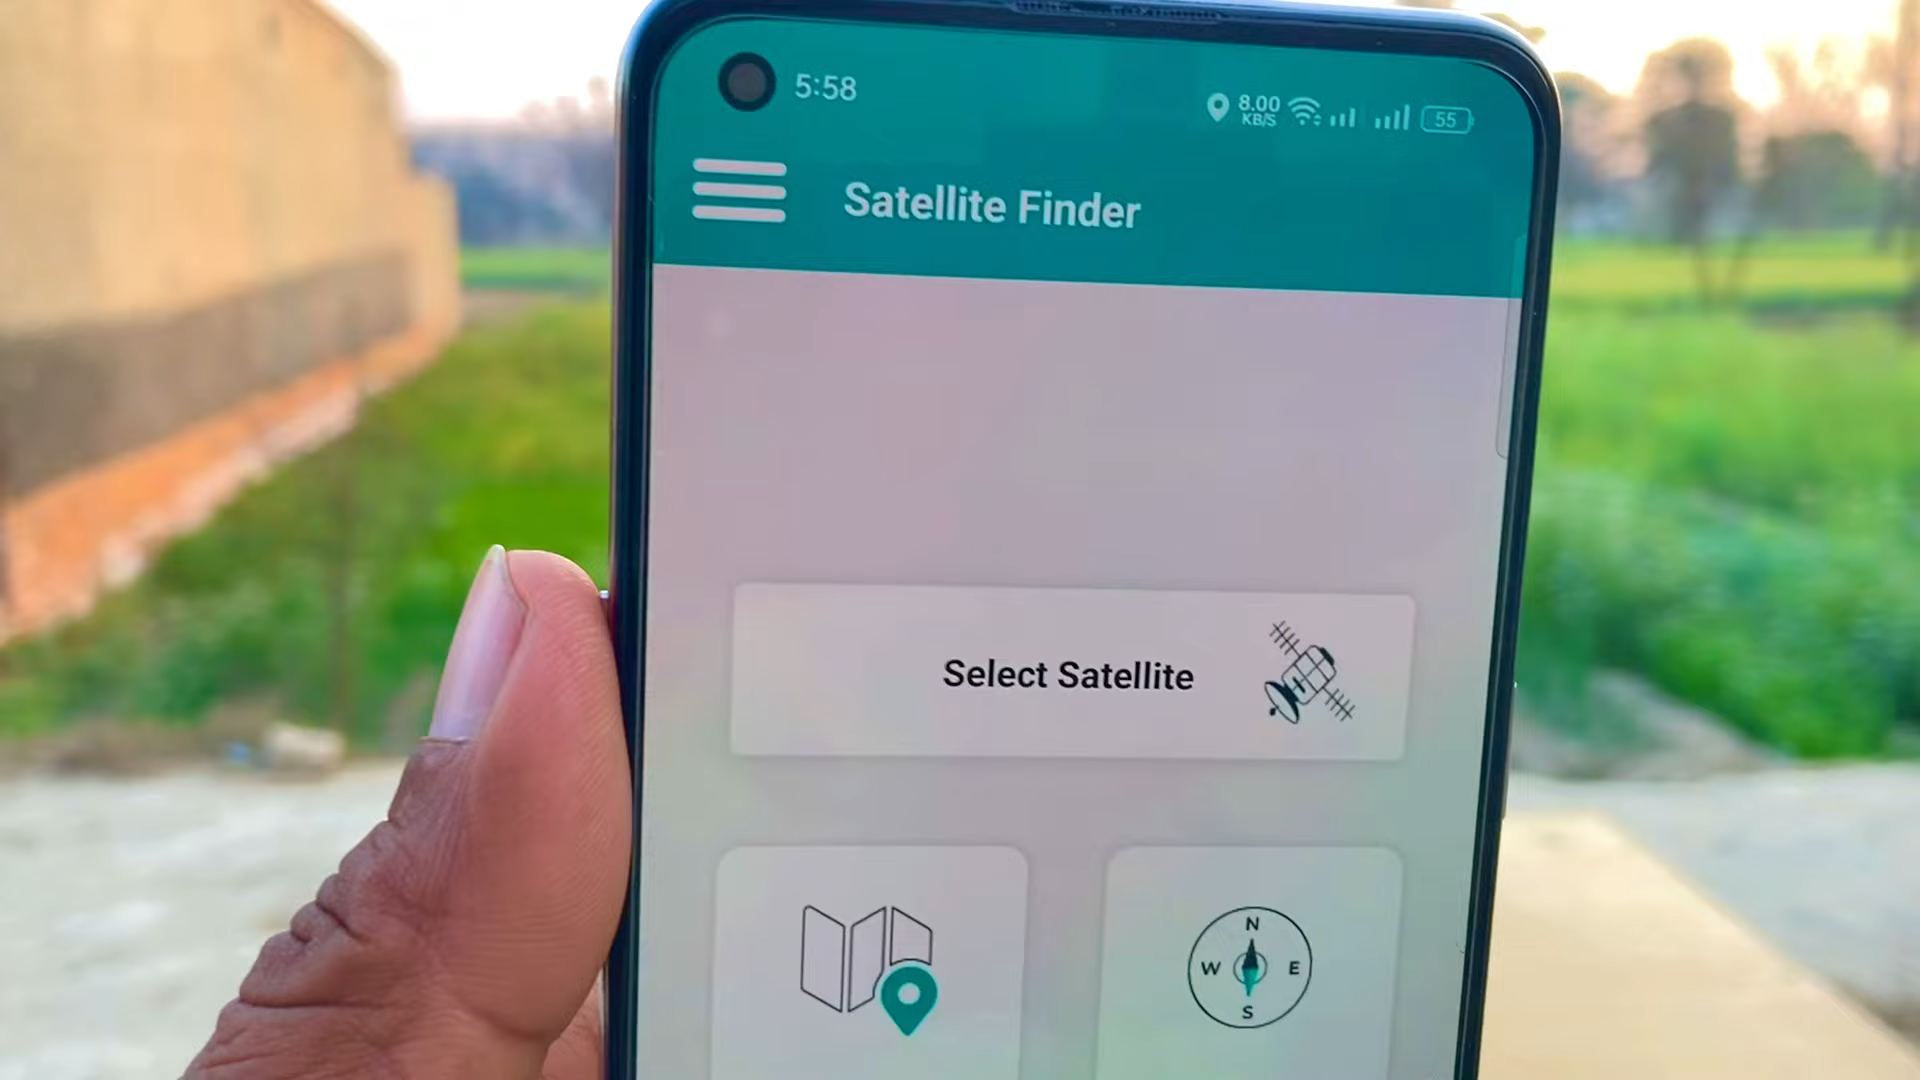 5:58
8.00
KB/S
55
Satellite Finder
Select Satellite
N
W E
S